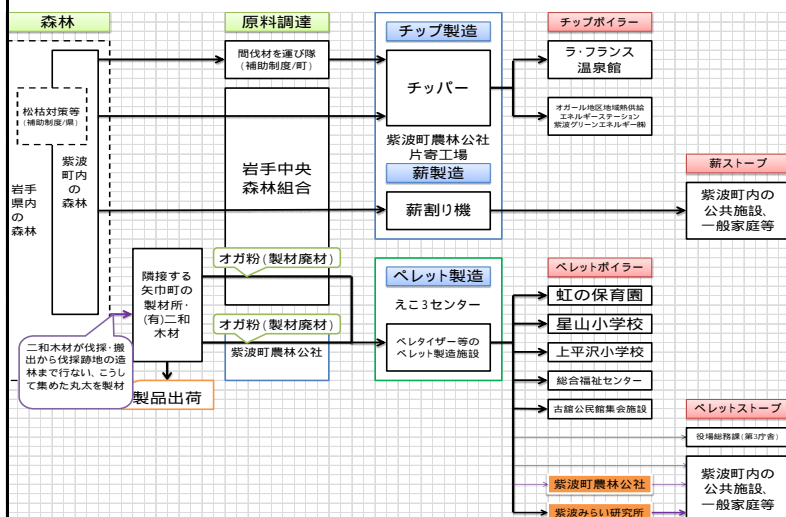 森林
原料調達
チップ製造
チップボイラー
間伐材を運び隊
(補助制度/町)
チッパー
ラ・フランス
温泉館
オガール地区地域熱供給
エネルギーステーション
紫波グリーンエネルギー㈱
松枯対策等
(補助制度/県)
紫波
町内
の
森林
岩手
県内
の
森林
岩手中央
森林組合
紫波町農林公社
片寄工場
薪製造
薪割り機
薪ストーブ
紫波町内の
公共施設、
一般家庭等
隣接する
矢巾町の
製材所・
(有)二和
木材
オガ粉(製材廃材)
オガ粉(製材廃材)
紫波町農林公社
ペレット製造
えこ3センター
ペレタイザー等の
ペレット製造施設
ペレットボイラー
虹の保育園
星山小学校
上平沢小学校
総合福祉センター
古舘公民館集会施設
二和木材が伐採・搬
出から伐採跡地の造
林まで行ない、こうし
て集めた丸太を製材
製品出荷
ペレットストーブ
役場総務課(第3庁舎)
紫波町農林公社
紫波みらい研究所
紫波町内の
公共施設、
一般家庭等